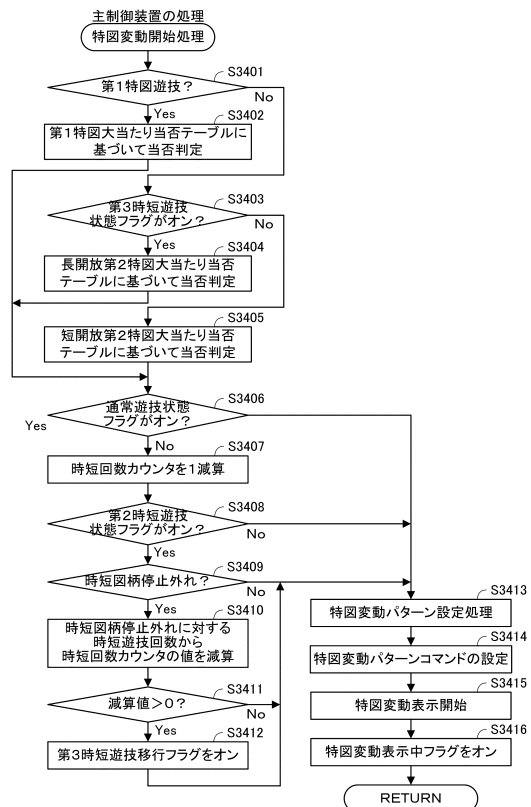 主制御装置の処理
特図変動開始処理
S3401
第1特図遊技？
No
Yes
S3402
第1特図大当たり当否テーブルに
基づいて当否判定
S3403
第3時短遊技
状態フラグがオン？
No
Yes
S3404
長開放第2特図大当たり当否
テーブルに基づいて当否判定
S3405
短開放第2特図大当たり当否
テーブルに基づいて当否判定
S3406
通常遊技状態
フラグがオン？
Yes
No
S3407
時短回数カウンタを1減算
S3408
第2時短遊技
状態フラグがオン？
No
Yes
S3409
時短図柄停止外れ？
No
Yes
S3410
時短図柄停止外れに対する
時短遊技回数から
時短回数カウンタの値を減算
S3411
減算値＞0？
No
Yes
S3412
第3時短遊技移行フラグをオン
S3413
特図変動パターン設定処理
S3414
特図変動パターンコマンドの設定
S3415
特図変動表示開始
S3416
特図変動表示中フラグをオン
RETURN